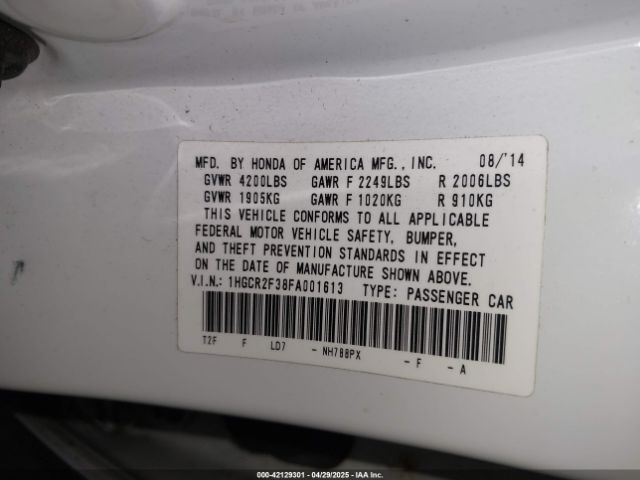 MFD. BY HONDA OF AMERICA MFG., INC. 08/'14
GVWR 4200LBS GAWR F 2249LBS R 2006LBS
GVWR 1905KG GAWR F 1020KG R 910KG
THIS VEHICLE CONFORMS TO ALL APPLICABLE
FEDERAL MOTOR VEHICLE SAFETY, BUMPER,
AND THEFT PREVENTION STANDARDS IN EFFECT
ON THE DATE OF MANUFACTURE SHOWN ABOVE.
V.I.N.: 1HGCR2F38FA001613 TYPE: PASSENGER CAR
T2F F LD7 - NH788PX - F - A
000-42129301 - 04/29/2025 - IAA Inc.